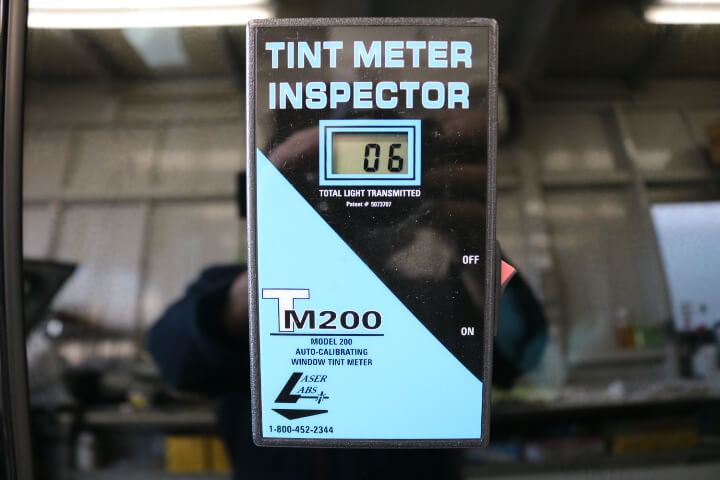 TINT METER
INSPECTOR
06
TOTAL LIGHT TRANSMITTED
Patent # 5073707
OFF
ON
TM200
MODEL 200
AUTO-CALIBRATING
WINDOW TINT METER
LASER
LABS
1-800-452-2344